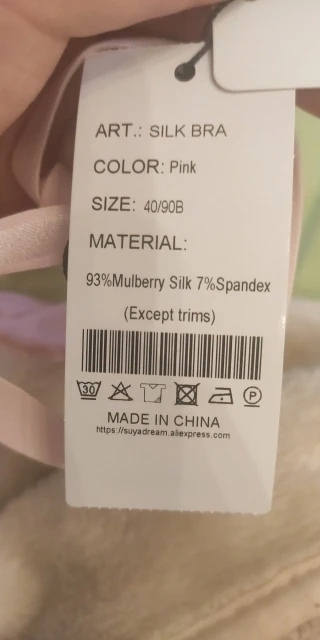 ART.: SILK BRA
COLOR: Pink
SIZE: 40/90B
MATERIAL:
93%Mulberry Silk 7%Spandex
(Except trims)
30 P
MADE IN CHINA
https://suyadream.aliexpress.com